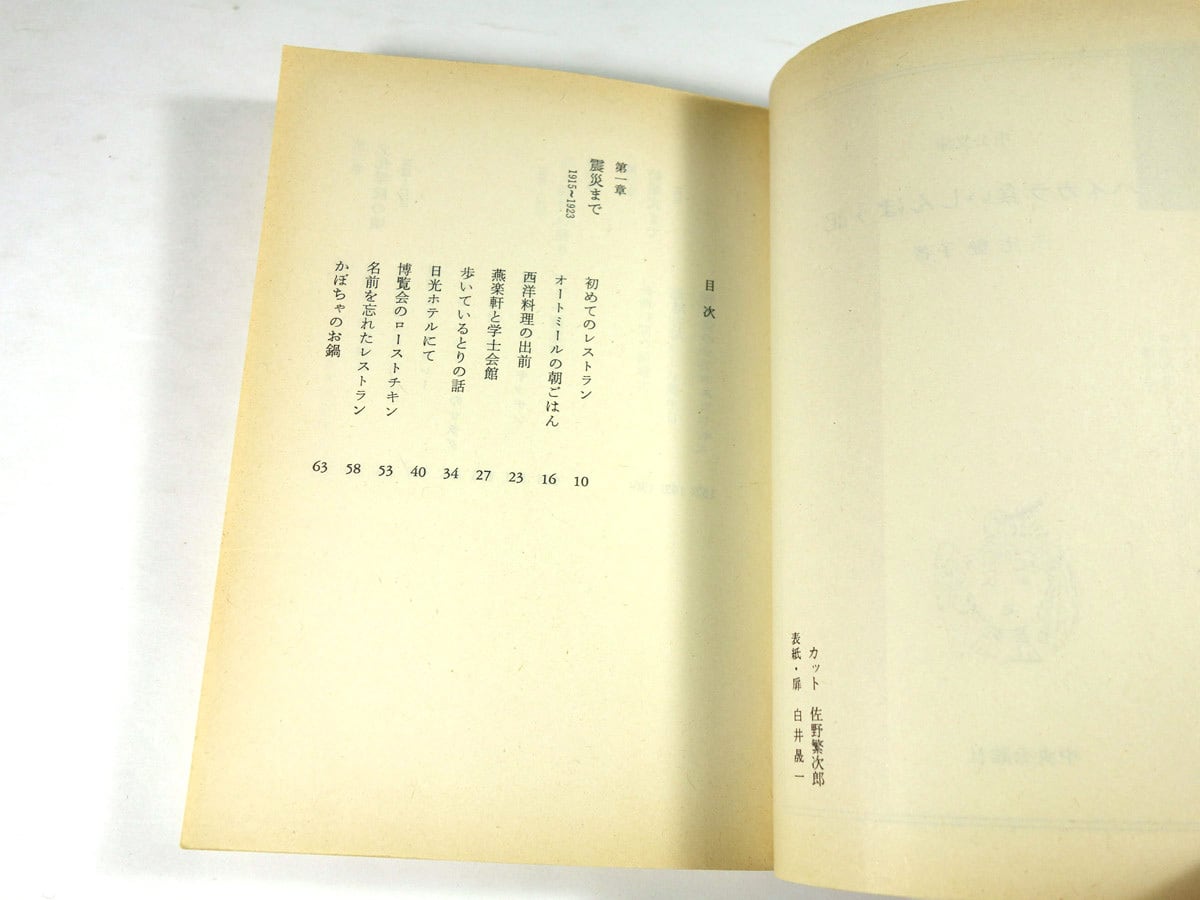 カット 佐野繁次郎
表紙・扉 白井晟一
目次
第一章
震災まで
1915~1923
初めてのレストラン 10
オートミールの朝ごはん 16
西洋料理の出前 23
燕楽軒と学士会館 27
歩いているとりの話 34
日光ホテルにて 40
博覧会のローストチキン 53
名前を忘れたレストラン 58
かぼちゃのお鍋 63